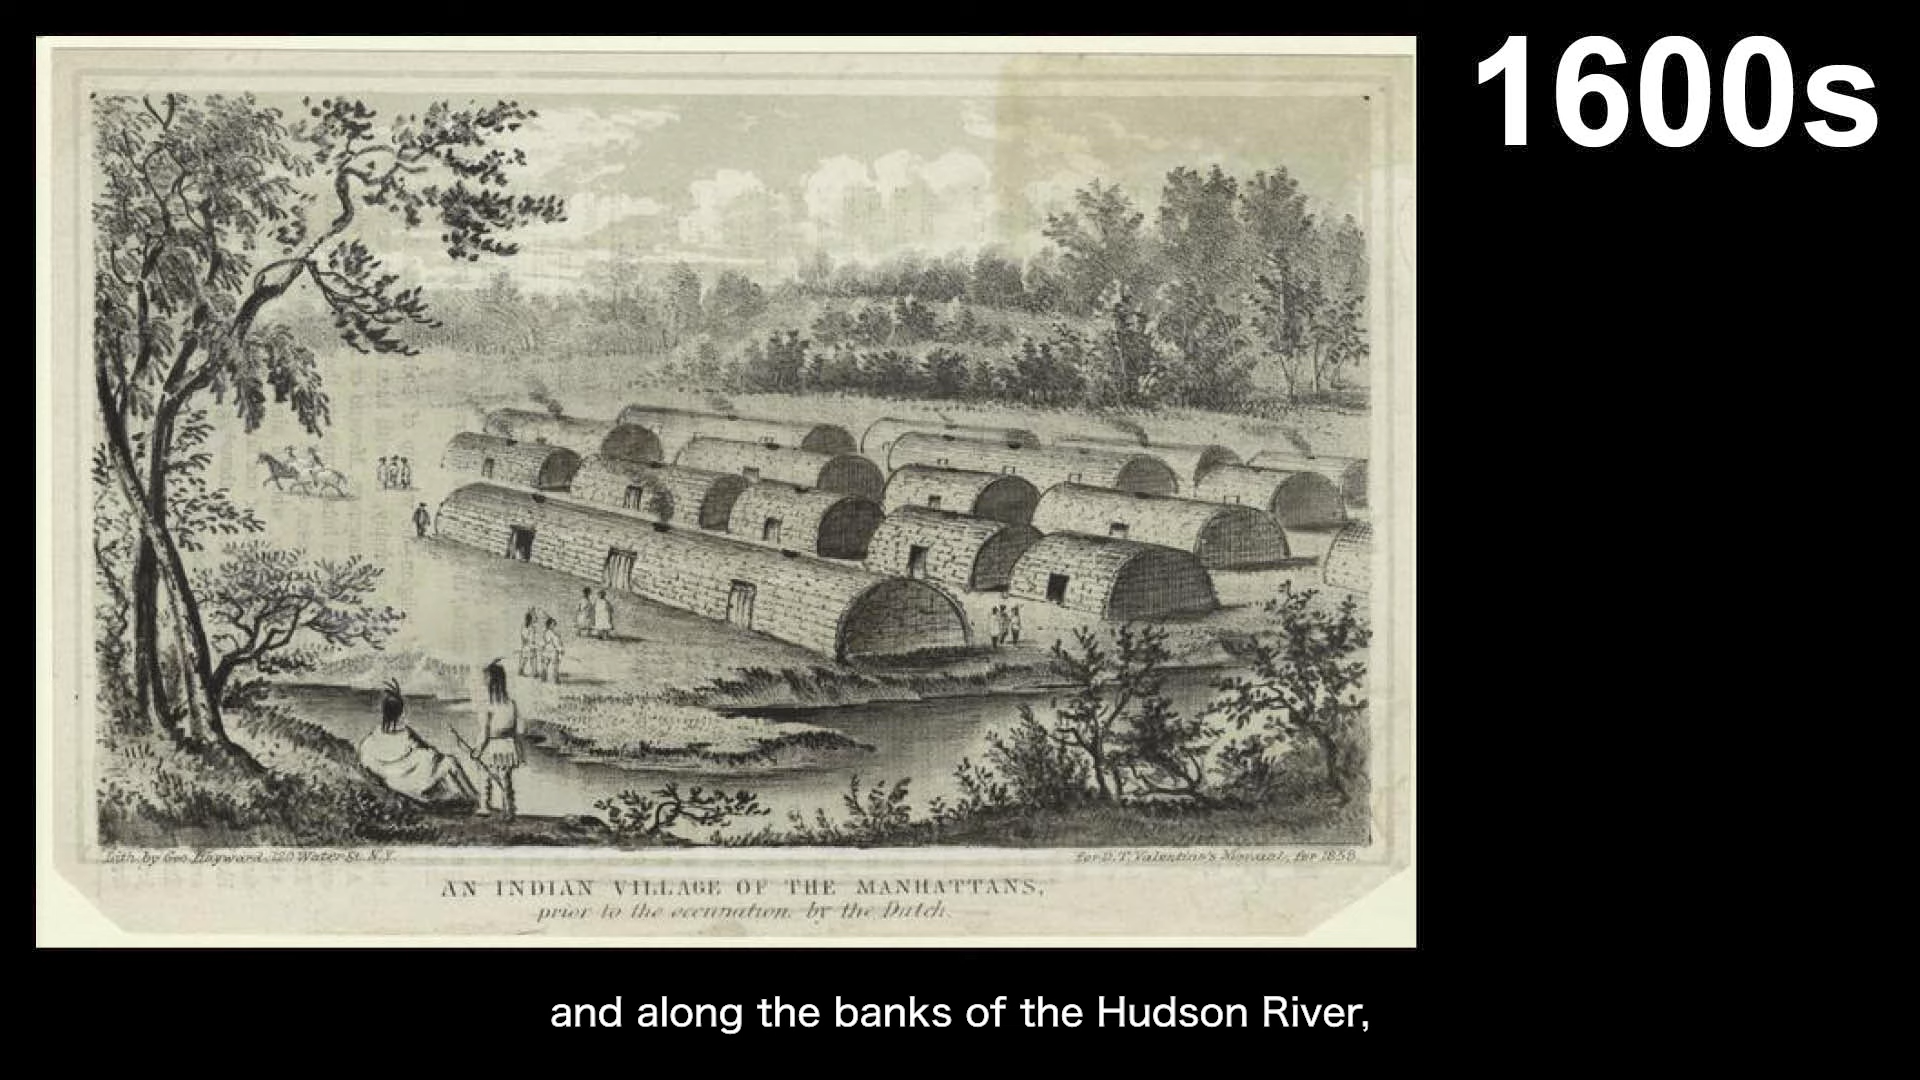 1600s
Lith. by Geo. Hayward, 120 Water St. N.Y.
for D.T. Valentine's Manual, for 1858.
AN INDIAN VILLAGE OF THE MANHATTANS,
prior to the occupation by the Dutch.
and along the banks of the Hudson River,